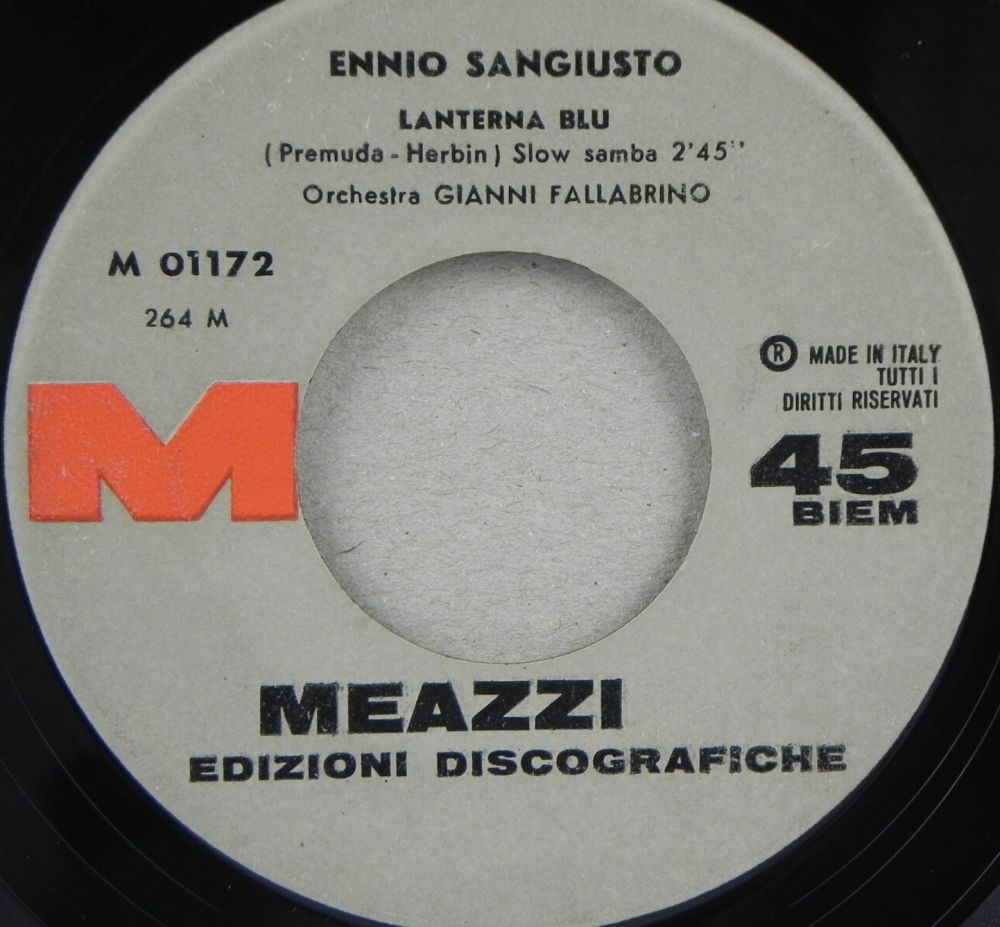 ENNIO SANGIUSTO
LANTERNA BLU
(Premuda - Herbin) Slow samba 2'45''
Orchestra GIANNI FALLABRINO
M 01172
264 M
® MADE IN ITALY
TUTTI I
DIRITTI RISERVATI
M
45
BIEM
MEAZZI
EDIZIONI DISCOGRAFICHE